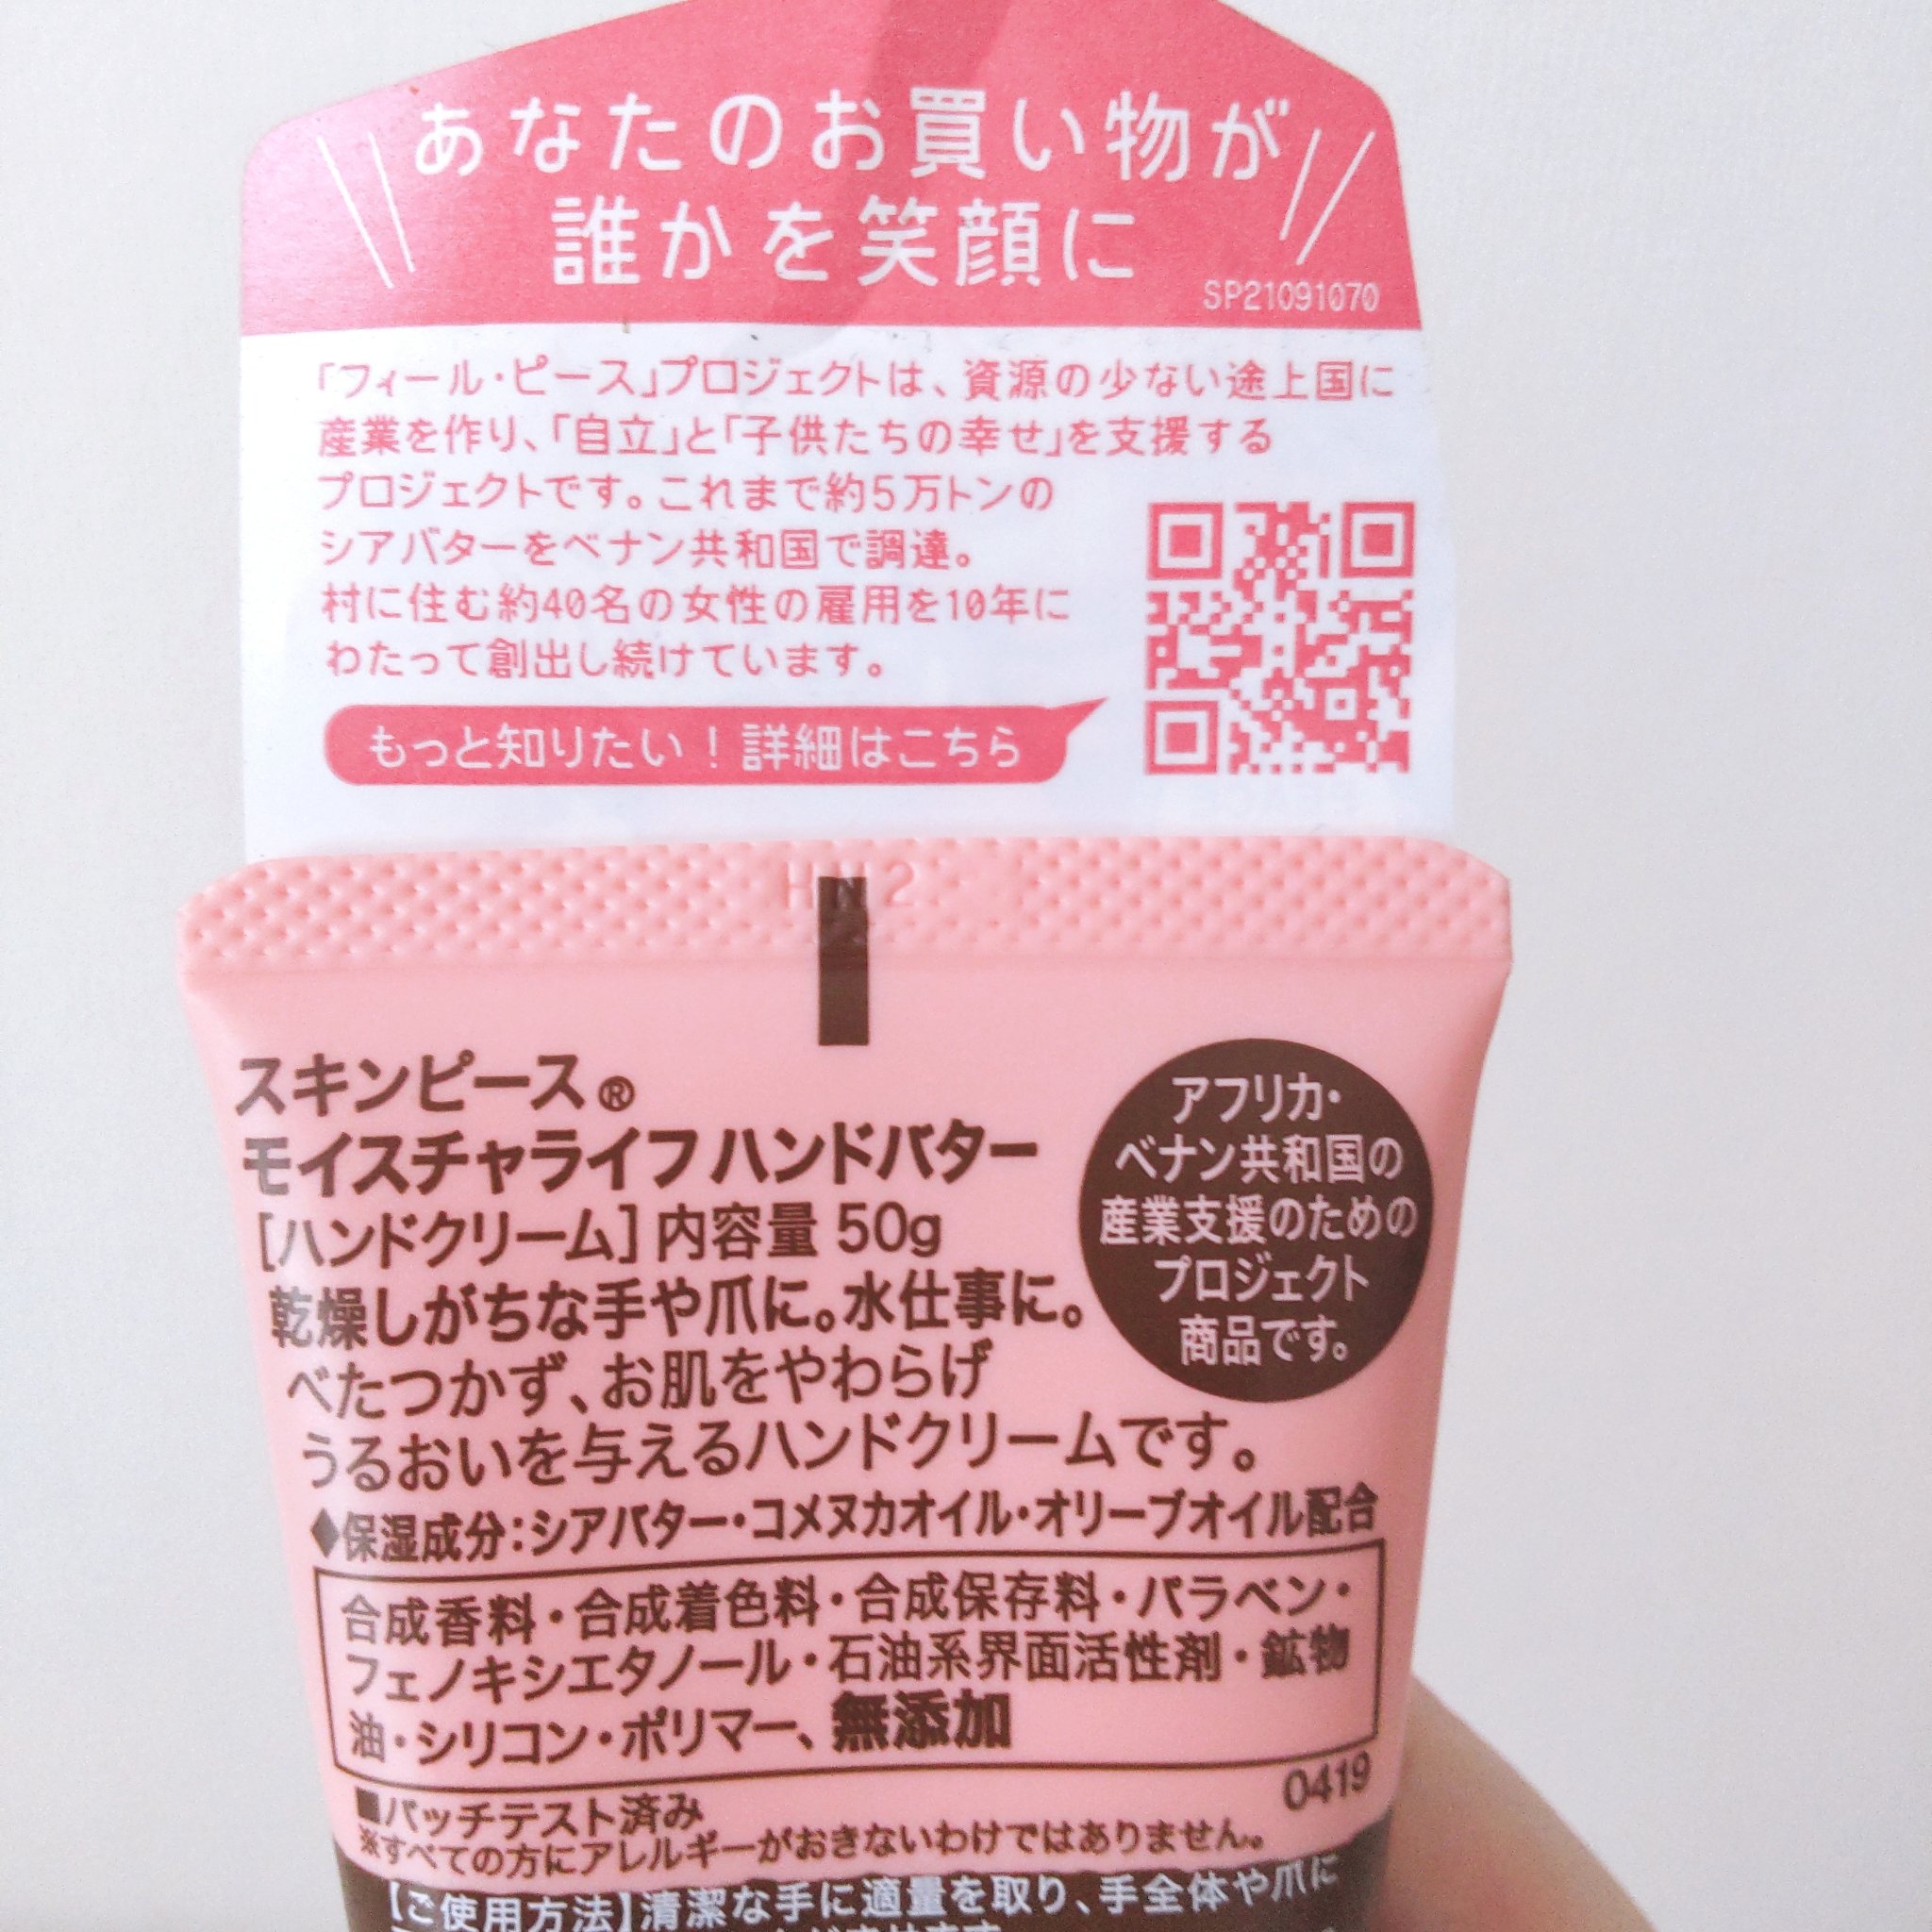 あなたのお買い物が
誰かを笑顔に
SP21091070
「フィール・ピース」プロジェクトは、資源の少ない途上国に
産業を作り、「自立」と「子供たちの幸せ」を支援する
プロジェクトです。これまで約5万トンの
シアバターをベナン共和国で調達。
村に住む約40名の女性の雇用を10年に
わたって創出し続けています。
もっと知りたい！詳細はこちら
HN2
スキンピース®
モイスチャライフハンドバター
[ハンドクリーム]内容量 50g
乾燥しがちな手や爪に。水仕事に。
べたつかず、お肌をやわらげ
うるおいを与えるハンドクリームです。
アフリカ・
ベナン共和国の
産業支援のための
プロジェクト
商品です。
◆保湿成分：シアバター・コメヌカオイル・オリーブオイル配合
合成香料・合成着色料・合成保存料・パラベン・
フェノキシエタノール・石油系界面活性剤・鉱物
油・シリコン・ポリマー、無添加
0419
■パッチテスト済み
※すべての方にアレルギーがおきないわけではありません。
【ご使用方法】清潔な手に適量を取り、手全体や爪に